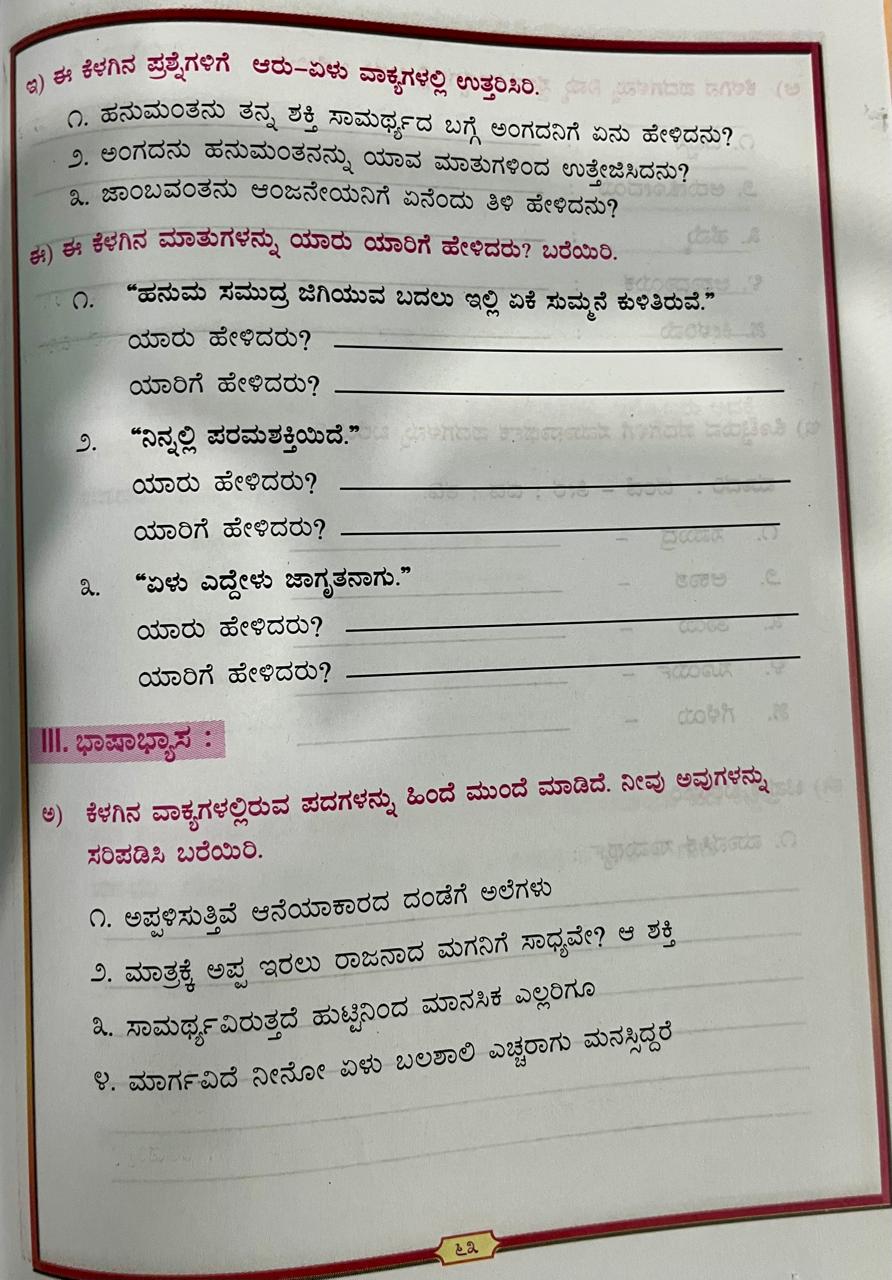 ಇ) ಈ ಕೆಳಗಿನ ಪ್ರಶ್ನೆಗಳಿಗೆ ಆರು-ಏಳು ವಾಕ್ಯಗಳಲ್ಲಿ ಉತ್ತರಿಸಿರಿ.
೧. ಹನುಮಂತನು ತನ್ನ ಶಕ್ತಿ ಸಾಮರ್ಥ್ಯದ ಬಗ್ಗೆ ಅಂಗದನಿಗೆ ಏನು ಹೇಳಿದನು?
೨. ಅಂಗದನು ಹನುಮಂತನನ್ನು ಯಾವ ಮಾತುಗಳಿಂದ ಉತ್ತೇಜಿಸಿದನು?
೩. ಜಾಂಬವಂತನು ಆಂಜನೇಯನಿಗೆ ಏನೆಂದು ತಿಳಿ ಹೇಳಿದನು?
ಈ) ಈ ಕೆಳಗಿನ ಮಾತುಗಳನ್ನು ಯಾರು ಯಾರಿಗೆ ಹೇಳಿದರು? ಬರೆಯಿರಿ.
೧. “ಹನುಮ ಸಮುದ್ರ ಜಿಗಿಯುವ ಬದಲು ಇಲ್ಲಿ ಏಕೆ ಸುಮ್ಮನೆ ಕುಳಿತಿರುವೆ.”
ಯಾರು ಹೇಳಿದರು?
ಯಾರಿಗೆ ಹೇಳಿದರು?
೨. “ನಿನ್ನಲ್ಲಿ ಪರಮಶಕ್ತಿಯಿದೆ.”
ಯಾರು ಹೇಳಿದರು?
ಯಾರಿಗೆ ಹೇಳಿದರು?
೩. “ಏಳು ಎದ್ದೇಳು ಜಾಗೃತನಾಗು.”
ಯಾರು ಹೇಳಿದರು?
ಯಾರಿಗೆ ಹೇಳಿದರು?
III. ಭಾಷಾಭ್ಯಾಸ :
ಅ) ಕೆಳಗಿನ ವಾಕ್ಯಗಳಲ್ಲಿರುವ ಪದಗಳನ್ನು ಹಿಂದೆ ಮುಂದೆ ಮಾಡಿದೆ. ನೀವು ಅವುಗಳನ್ನು
ಸರಿಪಡಿಸಿ ಬರೆಯಿರಿ.
೧. ಅಪ್ಪಳಿಸುತ್ತಿವೆ ಆನೆಯಾಕಾರದ ದಂಡೆಗೆ ಅಲೆಗಳು
೨. ಮಾತ್ರಕ್ಕೆ ಅಪ್ಪ ಇರಲು ರಾಜನಾದ ಮಗನಿಗೆ ಸಾಧ್ಯವೇ? ಆ ಶಕ್ತಿ
೩. ಸಾಮರ್ಥ್ಯವಿರುತ್ತದೆ ಹುಟ್ಟಿನಿಂದ ಮಾನಸಿಕ ಎಲ್ಲರಿಗೂ
೪. ಮಾರ್ಗವಿದೆ ನೀನೋ ಏಳು ಬಲಶಾಲಿ ಎಚ್ಚರಾಗು ಮನಸ್ಸಿದ್ದರೆ
೬೩